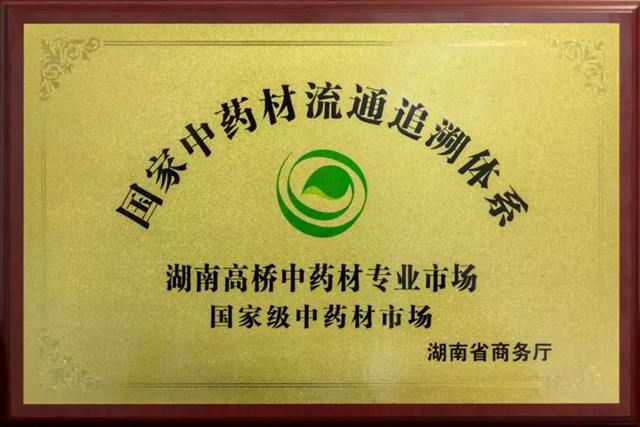 国家中药材流通追溯体系
湖南高桥中药材专业市场
国家级中药材市场
湖南省商务厅